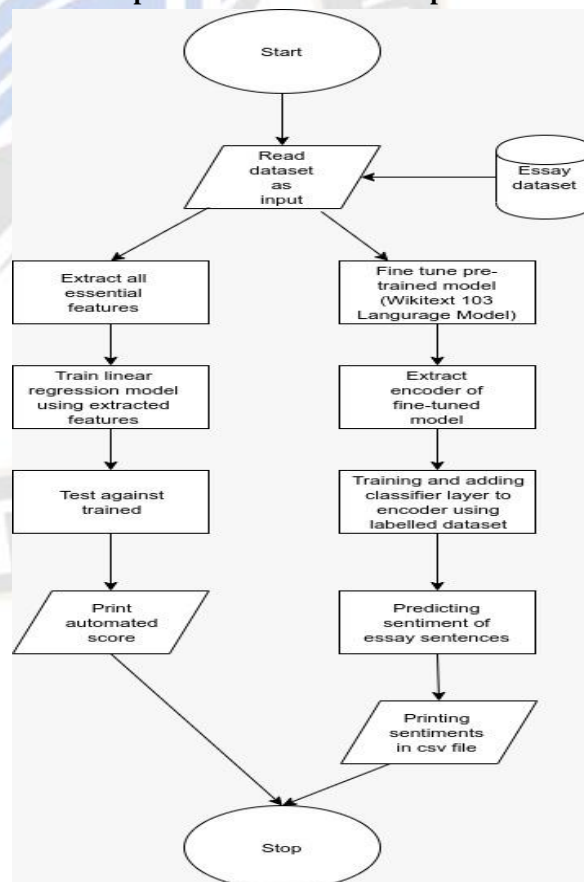 Start
Read
dataset
as
input
Essay
dataset
Extract all
essential
features
Fine tune pre-
trained model
(Wikitext 103
Langurage Model)
Train linear
regression model
using extracted
features
Extract
encoder of
fine-tuned
model
Test against
trained
Training and adding
classifier layer to
encoder using
labelled dataset
Print
automated
score
Predicting
sentiment of
essay sentences
Printing
sentiments
in csv file
Stop